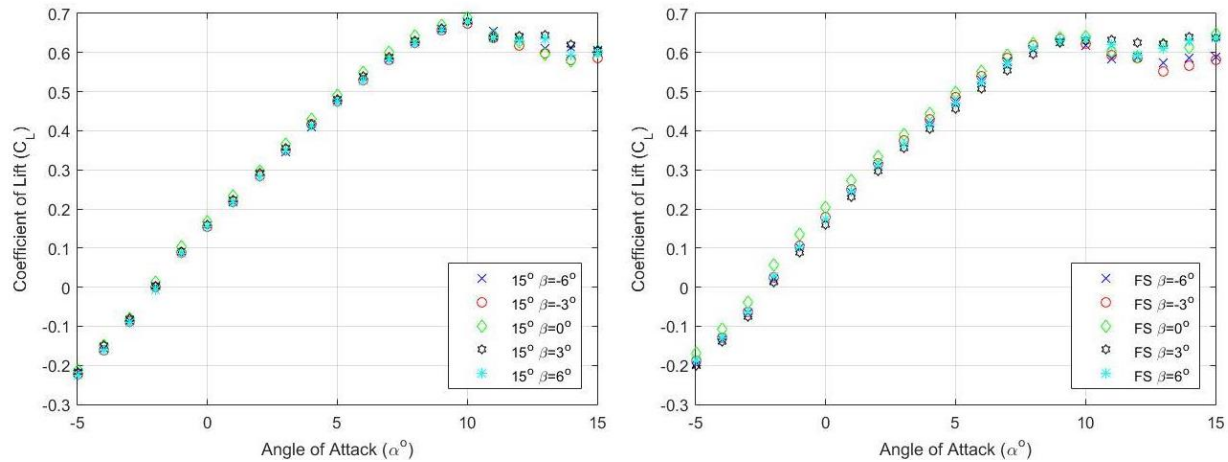 0.7
0.6
0.5
0.4
0.3
0.2
0.1
0
-0.1
-0.2
-0.3
Coefficient of Lift (C_L)
-5 0 5 10 15
Angle of Attack (α°)
15° β=-6°
15° β=-3°
15° β=0°
15° β=3°
15° β=6°
0.7
0.6
0.5
0.4
0.3
0.2
0.1
0
-0.1
-0.2
-0.3
Coefficient of Lift (C_L)
-5 0 5 10 15
Angle of Attack (α°)
FS β=-6°
FS β=-3°
FS β=0°
FS β=3°
FS β=6°